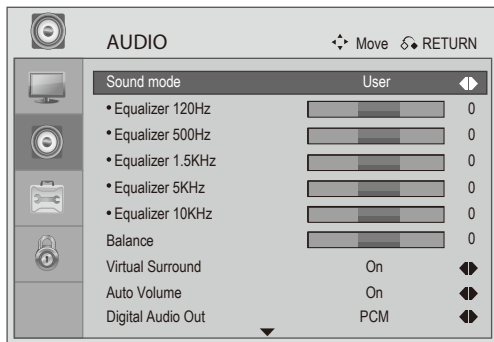 AUDIO Move RETURN
Sound mode User
• Equalizer 120Hz 0
• Equalizer 500Hz 0
• Equalizer 1.5KHz 0
• Equalizer 5KHz 0
• Equalizer 10KHz 0
Balance 0
Virtual Surround On
Auto Volume On
Digital Audio Out PCM